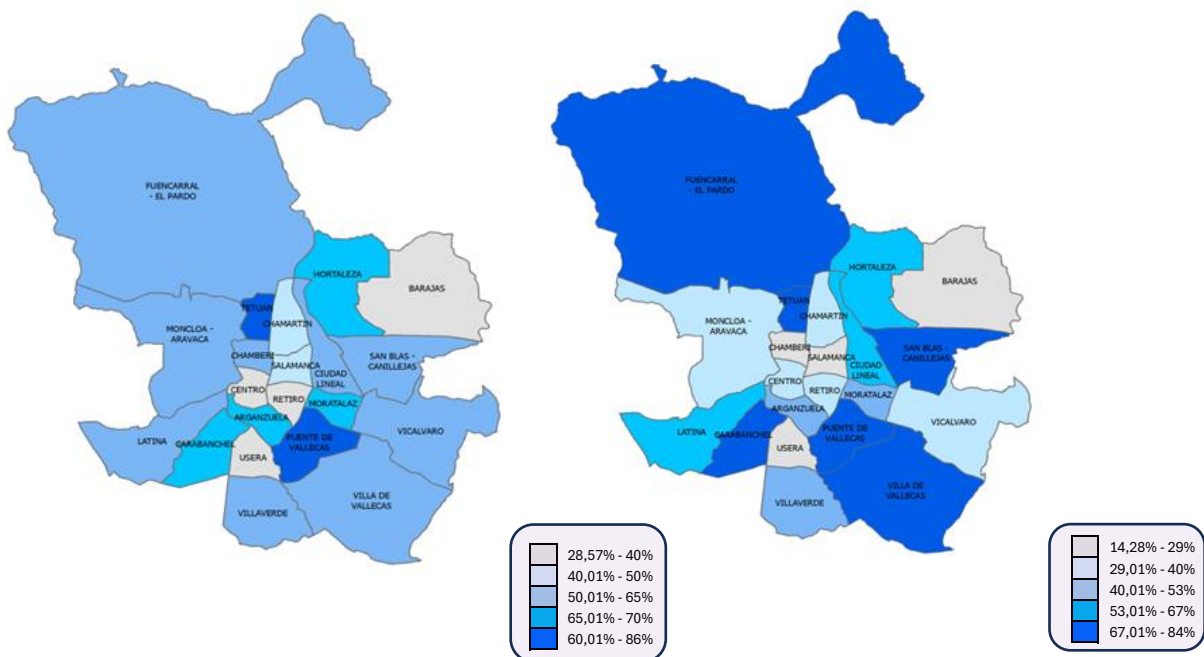 FUENCARRAL
- EL PARDO
HORTALEZA
BARAJAS
TETUAN
CHAMARTIN
MONCLOA -
ARAVACA
CHAMBERI
SALAMANCA
SAN BLAS -
CANILLEJAS
CIUDAD
LINEAL
CENTRO
RETIRO
MORATALAZ
ARGANZUELA
VICALVARO
LATINA
CARABANCHEL
PUENTE DE
VALLECAS
USERA
VILLA DE
VALLECAS
VILLAVERDE
28,57% - 40%
40,01% - 50%
50,01% - 65%
65,01% - 70%
60,01% - 86%
FUENCARRAL
- EL PARDO
HORTALEZA
BARAJAS
TETUAN
CHAMARTIN
MONCLOA -
ARAVACA
CHAMBERI
SALAMANCA
SAN BLAS -
CANILLEJAS
CIUDAD
LINEAL
CENTRO
RETIRO
MORATALAZ
ARGANZUELA
VICALVARO
LATINA
CARABANCHEL
PUENTE DE
VALLECAS
USERA
VILLA DE
VALLECAS
VILLAVERDE
14,28% - 29%
29,01% - 40%
40,01% - 53%
53,01% - 67%
67,01% - 84%